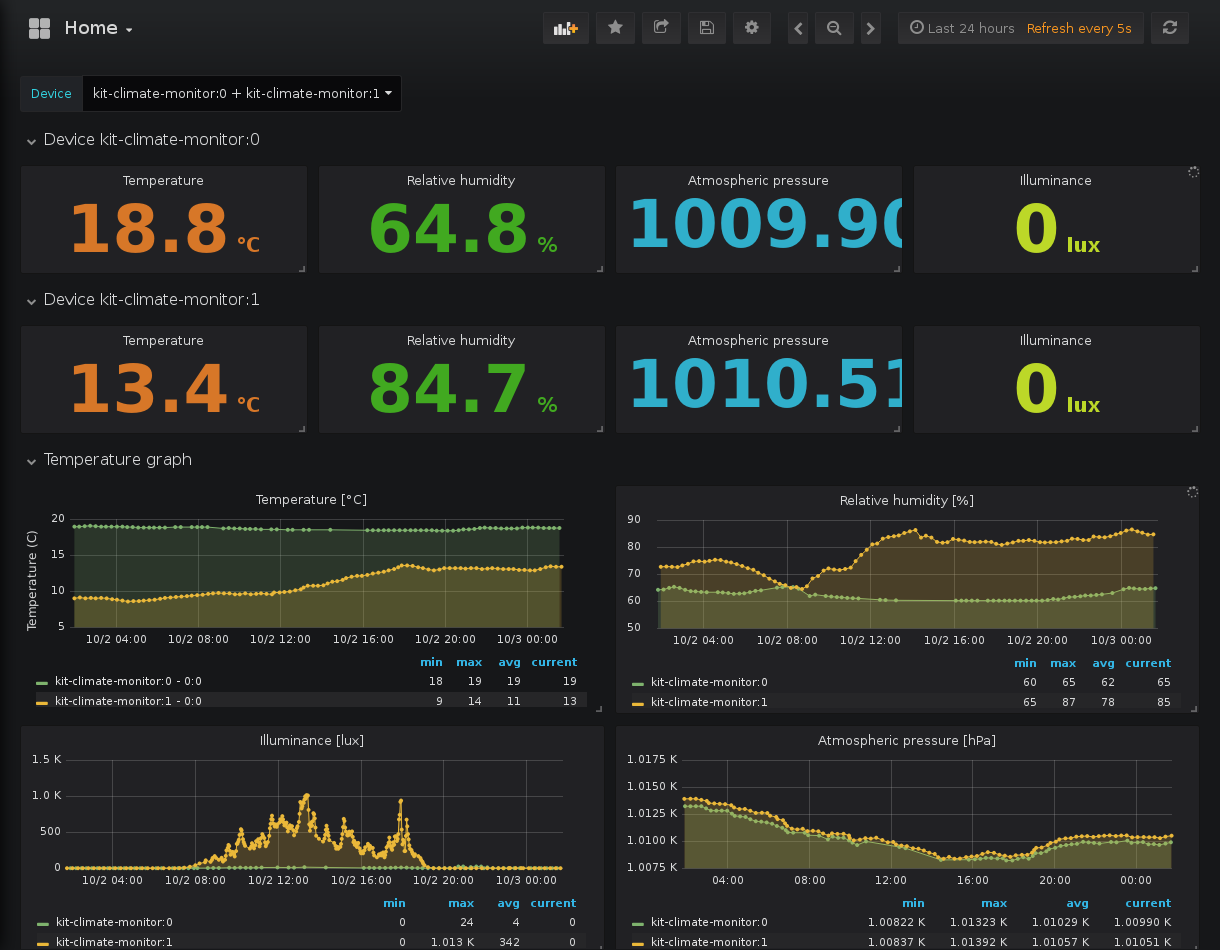 Home
Last 24 hours Refresh every 5s
Device kit-climate-monitor:0 + kit-climate-monitor:1
Device kit-climate-monitor:0
Temperature Relative humidity Atmospheric pressure Illuminance
18.8 °C 64.8 % 1009.90 0 lux
Device kit-climate-monitor:1
Temperature Relative humidity Atmospheric pressure Illuminance
13.4 °C 84.7 % 1010.51 0 lux
Temperature graph
Temperature [°C]
Temperature (C)
20
15
10
5
10/2 04:00 10/2 08:00 10/2 12:00 10/2 16:00 10/2 20:00 10/3 00:00
min max avg current
kit-climate-monitor:0 - 0:0 18 19 19 19
kit-climate-monitor:1 - 0:0 9 14 11 13
Relative humidity [%]
90
80
70
60
50
10/2 04:00 10/2 08:00 10/2 12:00 10/2 16:00 10/2 20:00 10/3 00:00
min max avg current
kit-climate-monitor:0 60 65 62 65
kit-climate-monitor:1 65 87 78 85
Illuminance [lux]
1.5 K
1.0 K
500
0
10/2 04:00 10/2 08:00 10/2 12:00 10/2 16:00 10/2 20:00 10/3 00:00
min max avg current
kit-climate-monitor:0 0 24 4 0
kit-climate-monitor:1 0 1.013 K 342 0
Atmospheric pressure [hPa]
1.0175 K
1.0150 K
1.0125 K
1.0100 K
1.0075 K
04:00 08:00 12:00 16:00 20:00 00:00
min max avg current
kit-climate-monitor:0 1.00822 K 1.01323 K 1.01029 K 1.00990 K
kit-climate-monitor:1 1.00837 K 1.01392 K 1.01057 K 1.01051 K